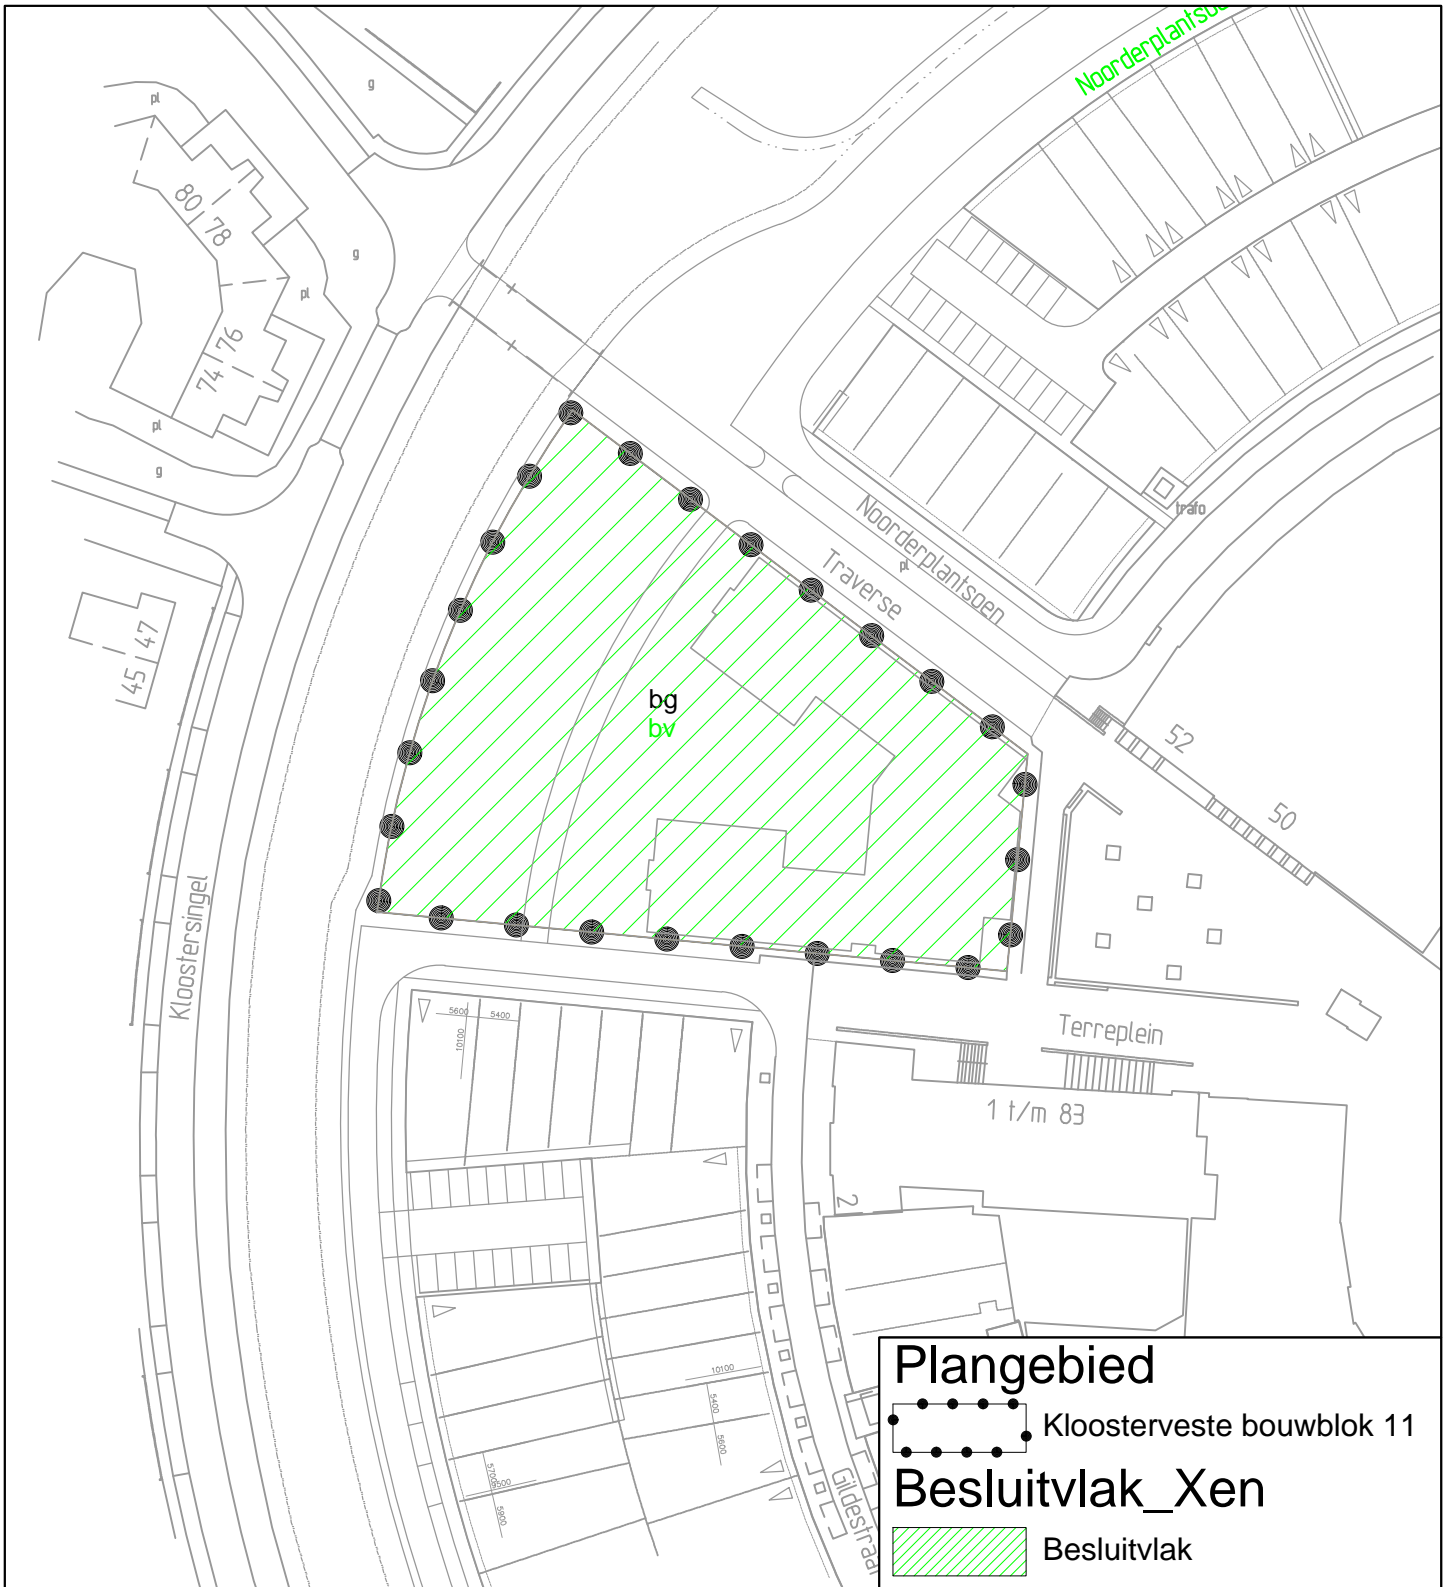 Noorderplantsoe
g
pl
80
78
g
pl
76
74
pl
g
Noorderplantsoen
trafo
Traverse
pl
47
45
bg
bv
52
50
Kloostersingel
5600
5400
10100
Terreplein
1 t/m 83
2
10100
5400
5600
5900
Gildestraa
Plangebied
Kloosterveste bouwblok 11
Besluitvlak_Xen
Besluitvlak